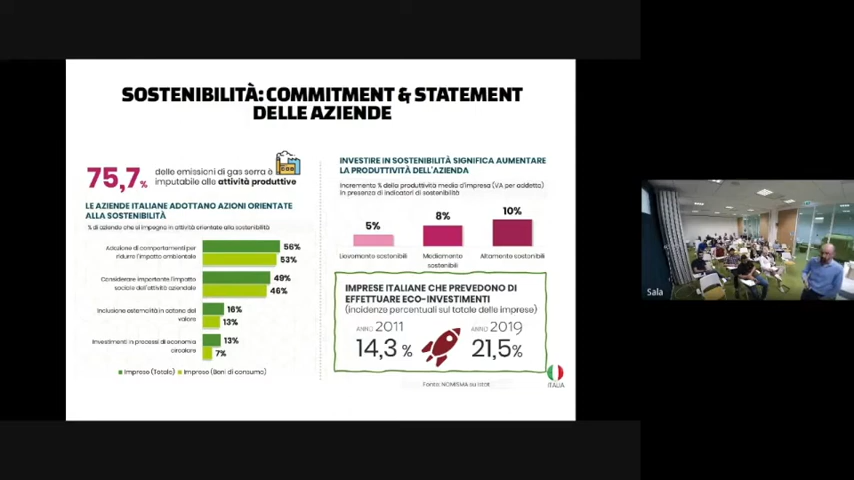 SOSTENIBILITÀ: COMMITMENT & STATEMENT
DELLE AZIENDE
75,7%
delle emissioni di gas serra è
imputabile alle attività produttive
LE AZIENDE ITALIANE ADOTTANO AZIONI ORIENTATE
ALLA SOSTENIBILITÀ
% di aziende che si impegna in attività orientate alla sostenibilità
Adozione di comportamenti per
ridurre l'impatto ambientale
56%
53%
Considerare importante l'impatto
sociale dell'attività aziendale
49%
46%
Inclusione esternalità in catena del
valore
16%
13%
Investimenti in processi di economia
circolare
13%
7%
Imprese (Totale) Imprese (Beni di consumo)
INVESTIRE IN SOSTENIBILITÀ SIGNIFICA AUMENTARE
LA PRODUTTIVITÀ DELL'AZIENDA
Incremento % della produttività media d'impresa (VA per addetto)
in presenza di indicatori di sostenibilità
5%
8%
10%
Lievemente sostenibili
Mediamente
sostenibili
Altamente sostenibili
IMPRESE ITALIANE CHE PREVEDONO DI
EFFETTUARE ECO-INVESTIMENTI
(incidenze percentuali sul totale delle imprese)
ANNO 2011
14,3 %
ANNO 2019
21,5%
Fonte: NOMISMA su Istat
ITALIA
Sala